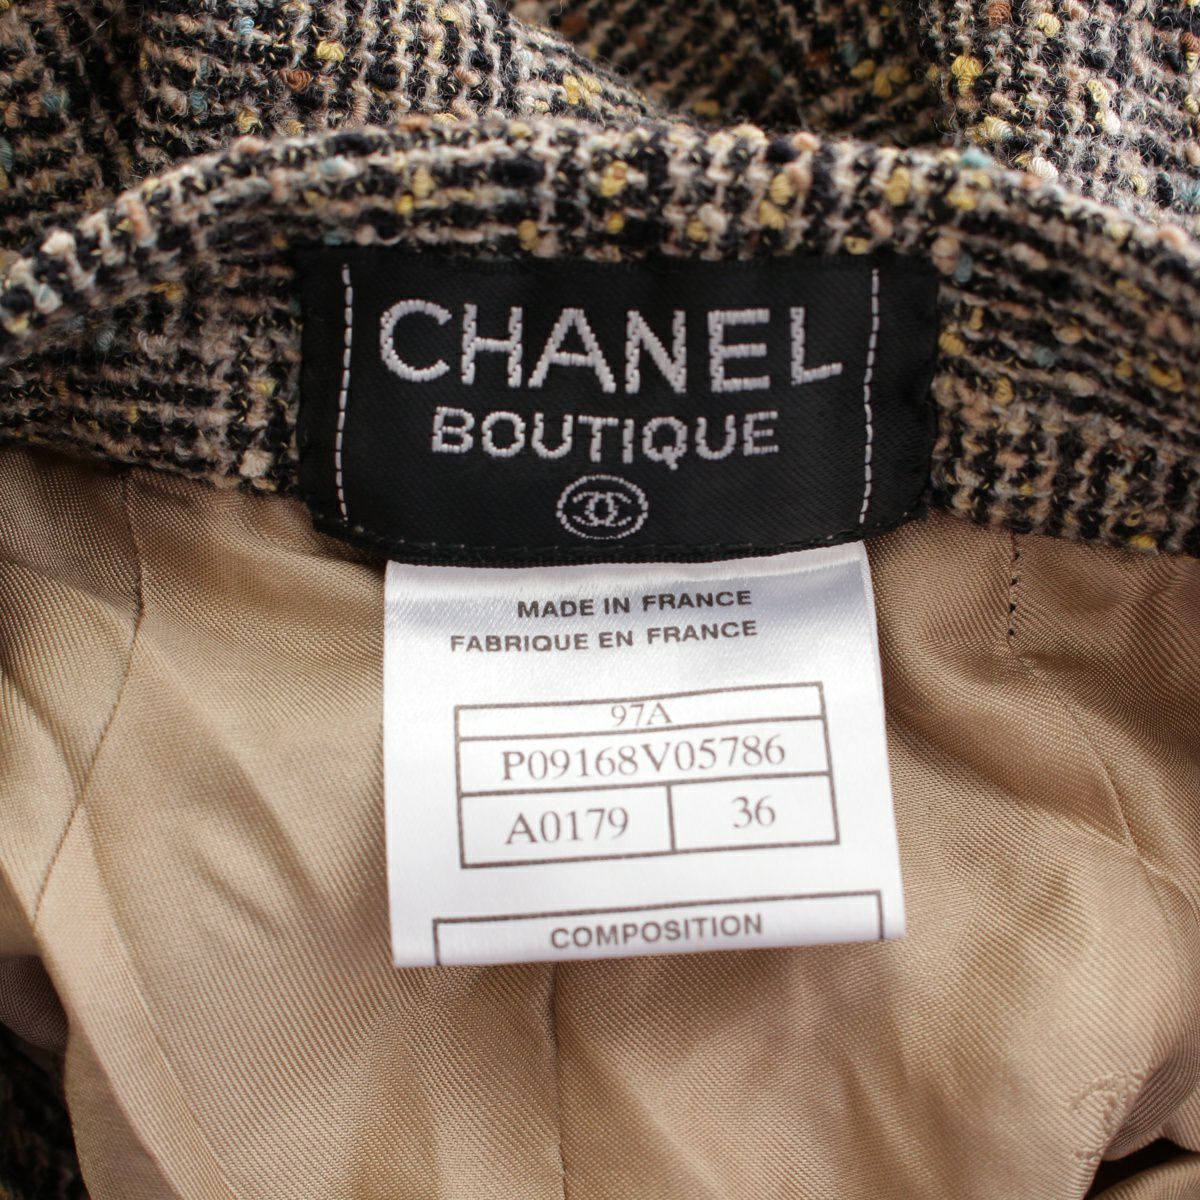 CHANEL
BOUTIQUE
MADE IN FRANCE
FABRIQUE EN FRANCE
97A
P09168V05786
A0179 36
COMPOSITION